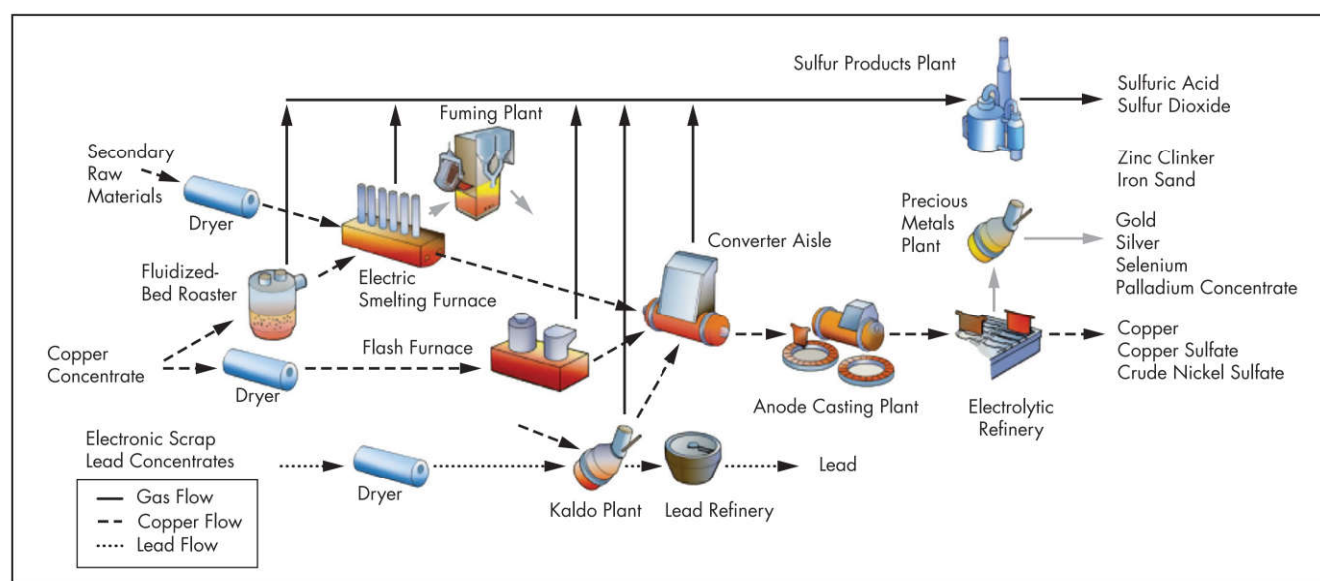 Sulfur Products Plant
Sulfuric Acid
Sulfur Dioxide
Fuming Plant
Secondary
Raw
Materials
Dryer
Zinc Clinker
Iron Sand
Precious
Metals
Plant
Gold
Silver
Selenium
Palladium Concentrate
Converter Aisle
Fluidized-
Bed Roaster
Electric
Smelting Furnace
Copper
Concentrate
Dryer
Flash Furnace
Copper
Copper Sulfate
Crude Nickel Sulfate
Anode Casting Plant
Electrolytic
Refinery
Electronic Scrap
Lead Concentrates
Dryer
Kaldo Plant
Lead Refinery
Lead
Gas Flow
Copper Flow
Lead Flow